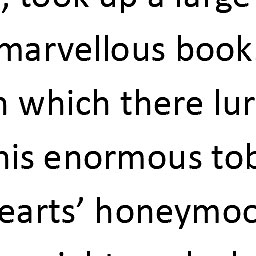 , took up a large
marvellous book
which there lur
his enormous tob
earts’ honeymoo